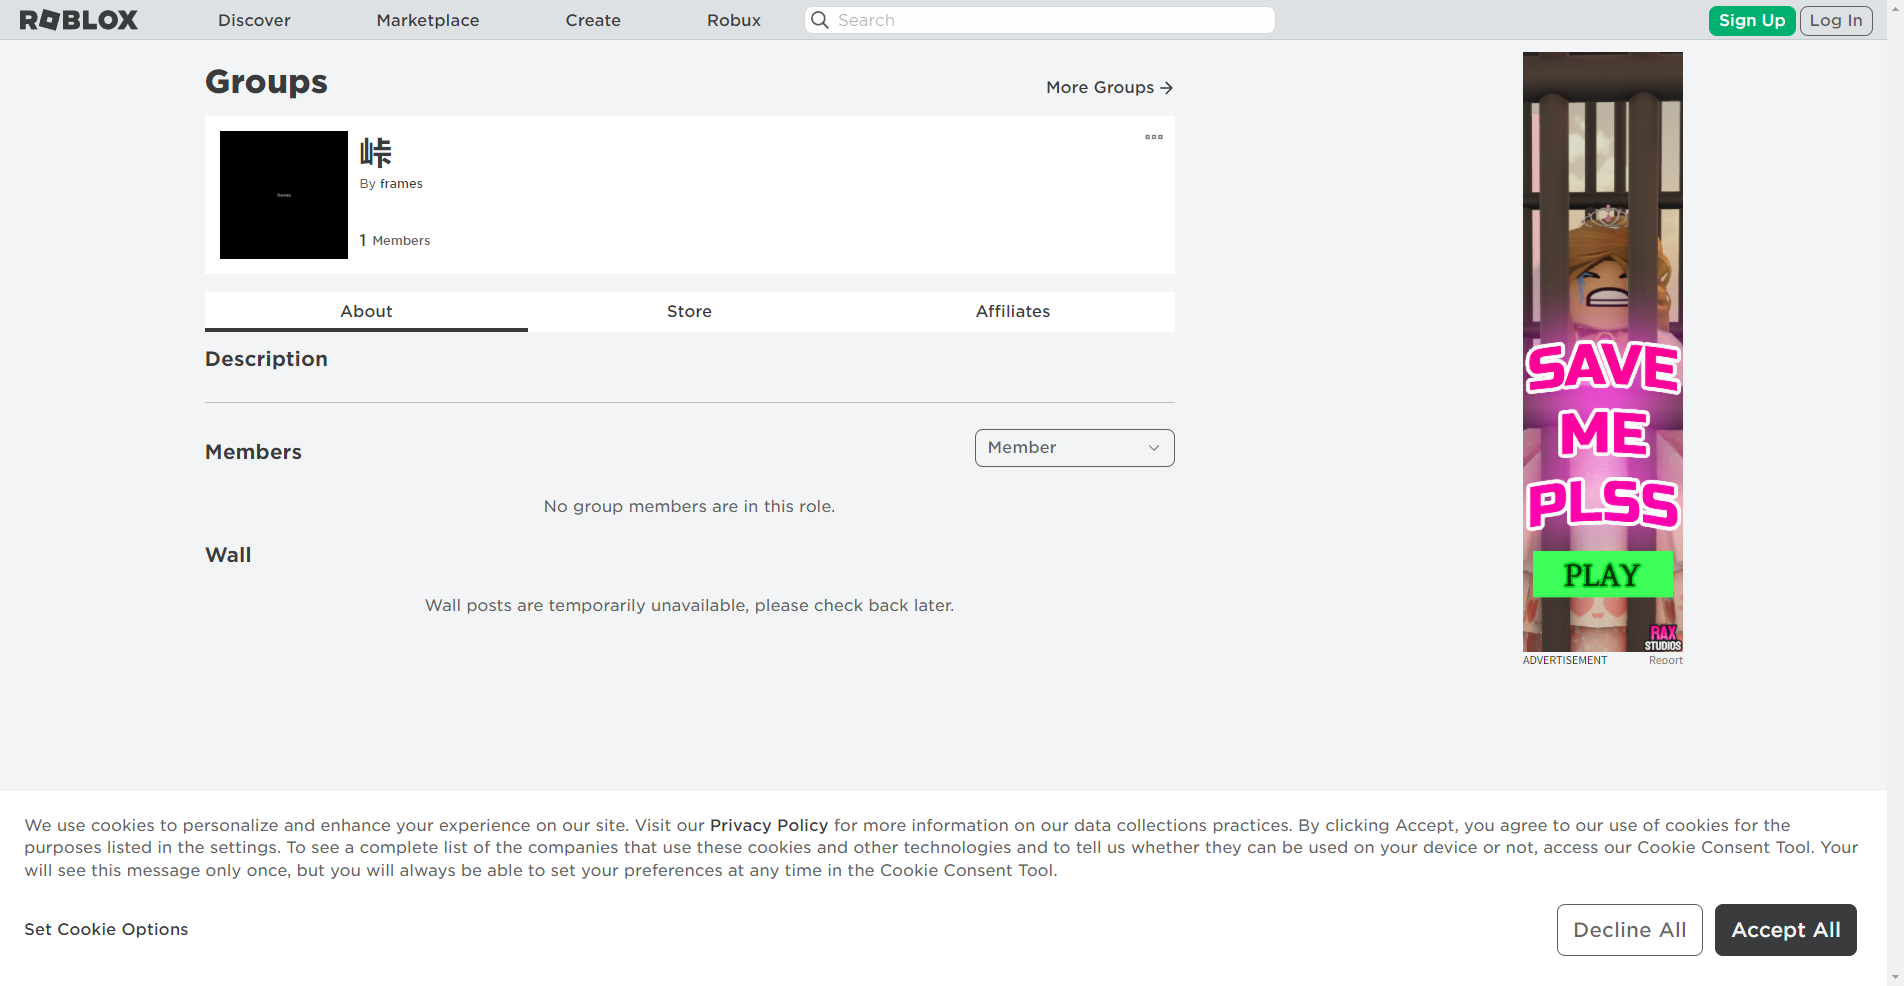 ROBLOX Discover Marketplace Create Robux Search Sign Up Log In
Groups
More Groups
峠
By frames
frames
1 Members
About Store Affiliates
Description
Members
Member
No group members are in this role.
Wall
Wall posts are temporarily unavailable, please check back later.
SAVE
ME
PLSS
PLAY
RAX
STUDIOS
ADVERTISEMENT Report
We use cookies to personalize and enhance your experience on our site. Visit our Privacy Policy for more information on our data collections practices. By clicking Accept, you agree to our use of cookies for the
purposes listed in the settings. To see a complete list of the companies that use these cookies and other technologies and to tell us whether they can be used on your device or not, access our Cookie Consent Tool. Your
will see this message only once, but you will always be able to set your preferences at any time in the Cookie Consent Tool.
Set Cookie Options
Decline All
Accept All